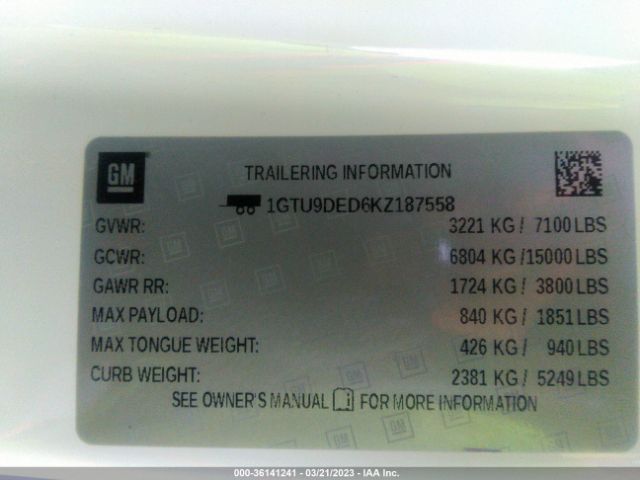 GM TRAILERING INFORMATION
1GTU9DED6KZ187558
GVWR: 3221 KG / 7100 LBS
GCWR: 6804 KG /15000 LBS
GAWR RR: 1724 KG / 3800 LBS
MAX PAYLOAD: 840 KG / 1851 LBS
MAX TONGUE WEIGHT: 426 KG / 940 LBS
CURB WEIGHT: 2381 KG / 5249 LBS
SEE OWNER'S MANUAL FOR MORE INFORMATION
000-36141241 - 03/21/2023 - IAA Inc.